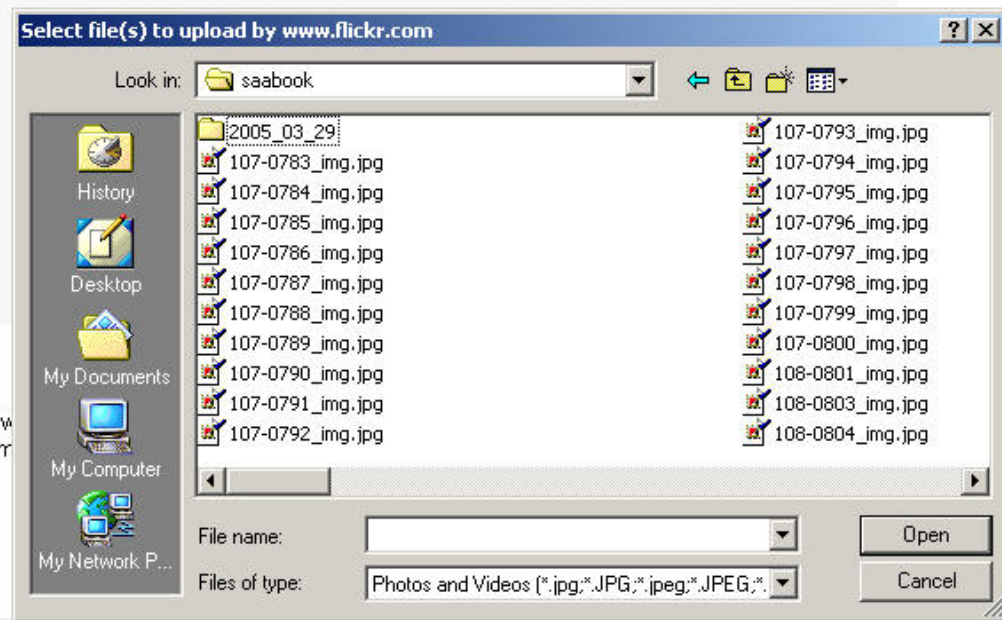 Select file(s) to upload by www.flickr.com
Look in: saabook
History
Desktop
My Documents
My Computer
My Network P...
2005_03_29
107-0783_img.jpg
107-0784_img.jpg
107-0785_img.jpg
107-0786_img.jpg
107-0787_img.jpg
107-0788_img.jpg
107-0789_img.jpg
107-0790_img.jpg
107-0791_img.jpg
107-0792_img.jpg
107-0793_img.jpg
107-0794_img.jpg
107-0795_img.jpg
107-0796_img.jpg
107-0797_img.jpg
107-0798_img.jpg
107-0799_img.jpg
107-0800_img.jpg
108-0801_img.jpg
108-0803_img.jpg
108-0804_img.jpg
File name:
Open
Files of type: Photos and Videos (*.jpg;*.JPG;*.jpeg;*.JPEG;*.
Cancel